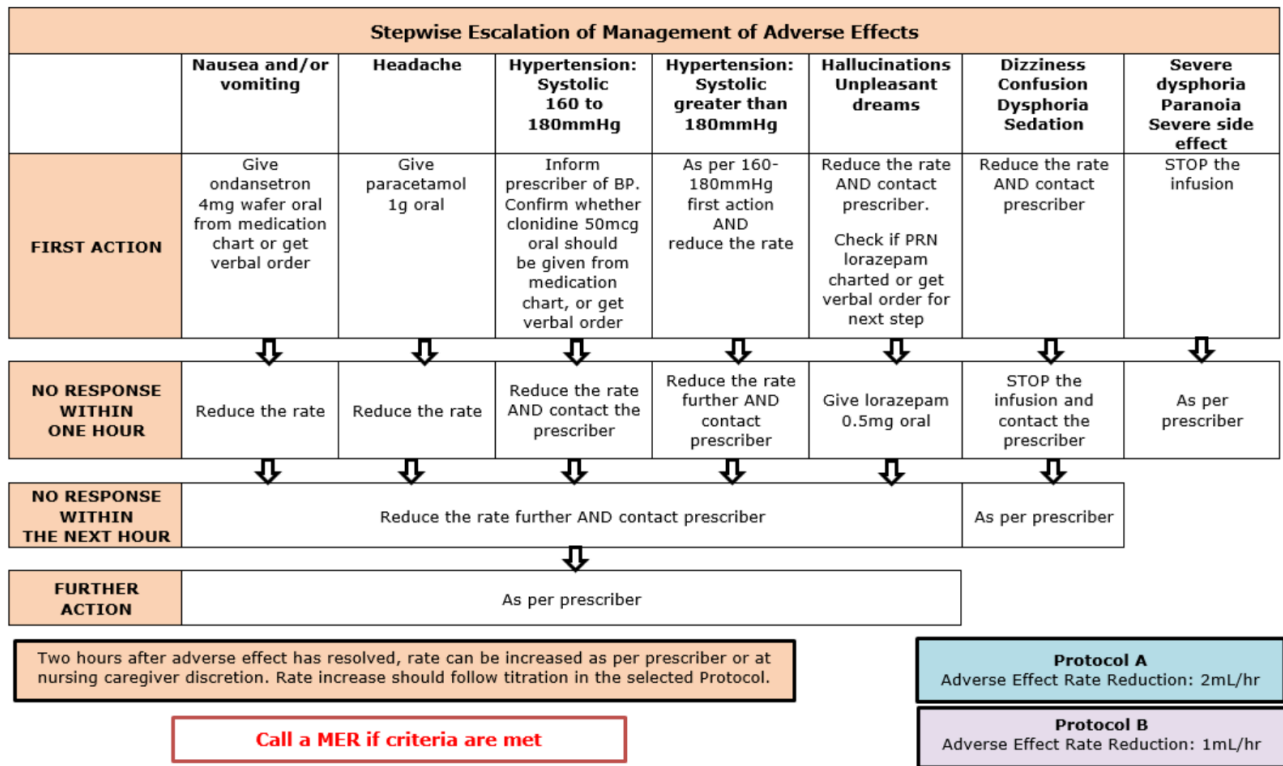 Stepwise Escalation of Management of Adverse Effects
Nausea and/or
vomiting
Headache
Hypertension:
Systolic
160 to
180mmHg
Hypertension:
Systolic
greater than
180mmHg
Hallucinations
Unpleasant
dreams
Dizziness
Confusion
Dysphoria
Sedation
Severe
dysphoria
Paranoia
Severe side
effect
FIRST ACTION
Give
ondansetron
4mg wafer oral
from medication
chart or get
verbal order
Give
paracetamol
1g oral
Inform
prescriber of BP.
Confirm whether
clonidine 50mcg
oral should
be given from
medication
chart, or get
verbal order
As per 160-
180mmHg
first action
AND
reduce the rate
Reduce the rate
AND contact
prescriber.
Check if PRN
lorazepam
charted or get
verbal order for
next step
Reduce the rate
AND contact
prescriber
STOP the
infusion
NO RESPONSE
WITHIN
ONE HOUR
Reduce the rate
Reduce the rate
Reduce the rate
AND contact the
prescriber
Reduce the rate
further AND
contact
prescriber
Give lorazepam
0.5mg oral
STOP the
infusion and
contact the
prescriber
As per
prescriber
NO RESPONSE
WITHIN
THE NEXT HOUR
Reduce the rate further AND contact prescriber
As per prescriber
FURTHER
ACTION
As per prescriber
Two hours after adverse effect has resolved, rate can be increased as per prescriber or at
nursing caregiver discretion. Rate increase should follow titration in the selected Protocol.
Call a MER if criteria are met
Protocol A
Adverse Effect Rate Reduction: 2mL/hr
Protocol B
Adverse Effect Rate Reduction: 1mL/hr